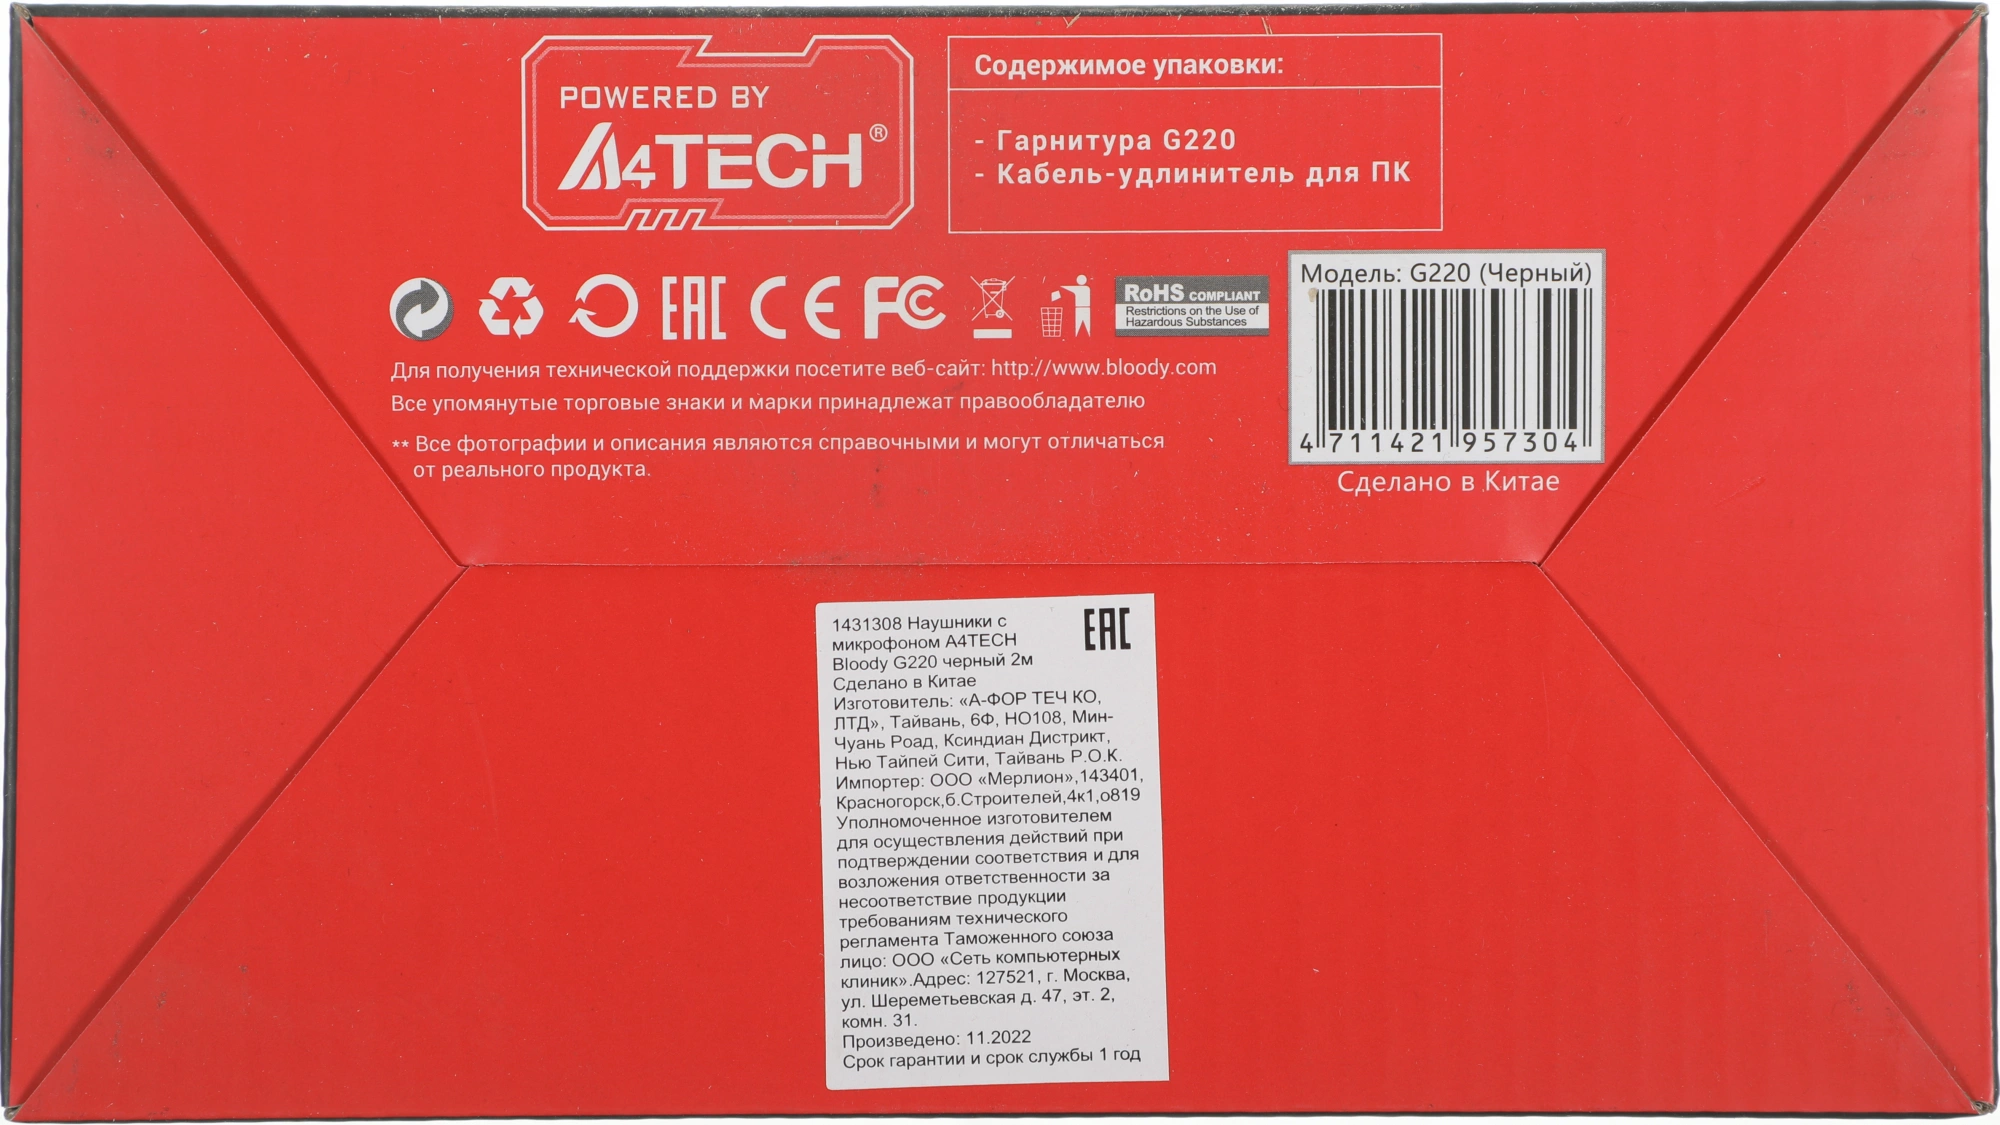 POWERED BY
A4TECH®
Содержимое упаковки:
- Гарнитура G220
- Кабель-удлинитель для ПК
EAC CE FC
RoHS COMPLIANT
Restrictions on the Use of
Hazardous Substances
Для получения технической поддержки посетите веб-сайт: http://www.bloody.com
Все упомянутые торговые знаки и марки принадлежат правообладателю
** Все фотографии и описания являются справочными и могут отличаться
от реального продукта.
Модель: G220 (Черный)
4 711421 957304
Сделано в Китае
EAC
1431308 Наушники с
микрофоном A4TECH
Bloody G220 черный 2м
Сделано в Китае
Изготовитель: «А-ФОР ТЕЧ КО,
ЛТД», Тайвань, 6Ф, НО108, Мин-
Чуань Роад, Ксиндиан Дистрикт,
Нью Тайпей Сити, Тайвань Р.О.К.
Импортер: ООО «Мерлион»,143401,
Красногорск,б.Строителей,4к1,о819
Уполномоченное изготовителем
для осуществления действий при
подтверждении соответствия и для
возложения ответственности за
несоответствие продукции
требованиям технического
регламента Таможенного союза
лицо: ООО «Сеть компьютерных
клиник».Адрес: 127521, г. Москва,
ул. Шереметьевская д. 47, эт. 2,
комн. 31.
Произведено: 11.2022
Срок гарантии и срок службы 1 год